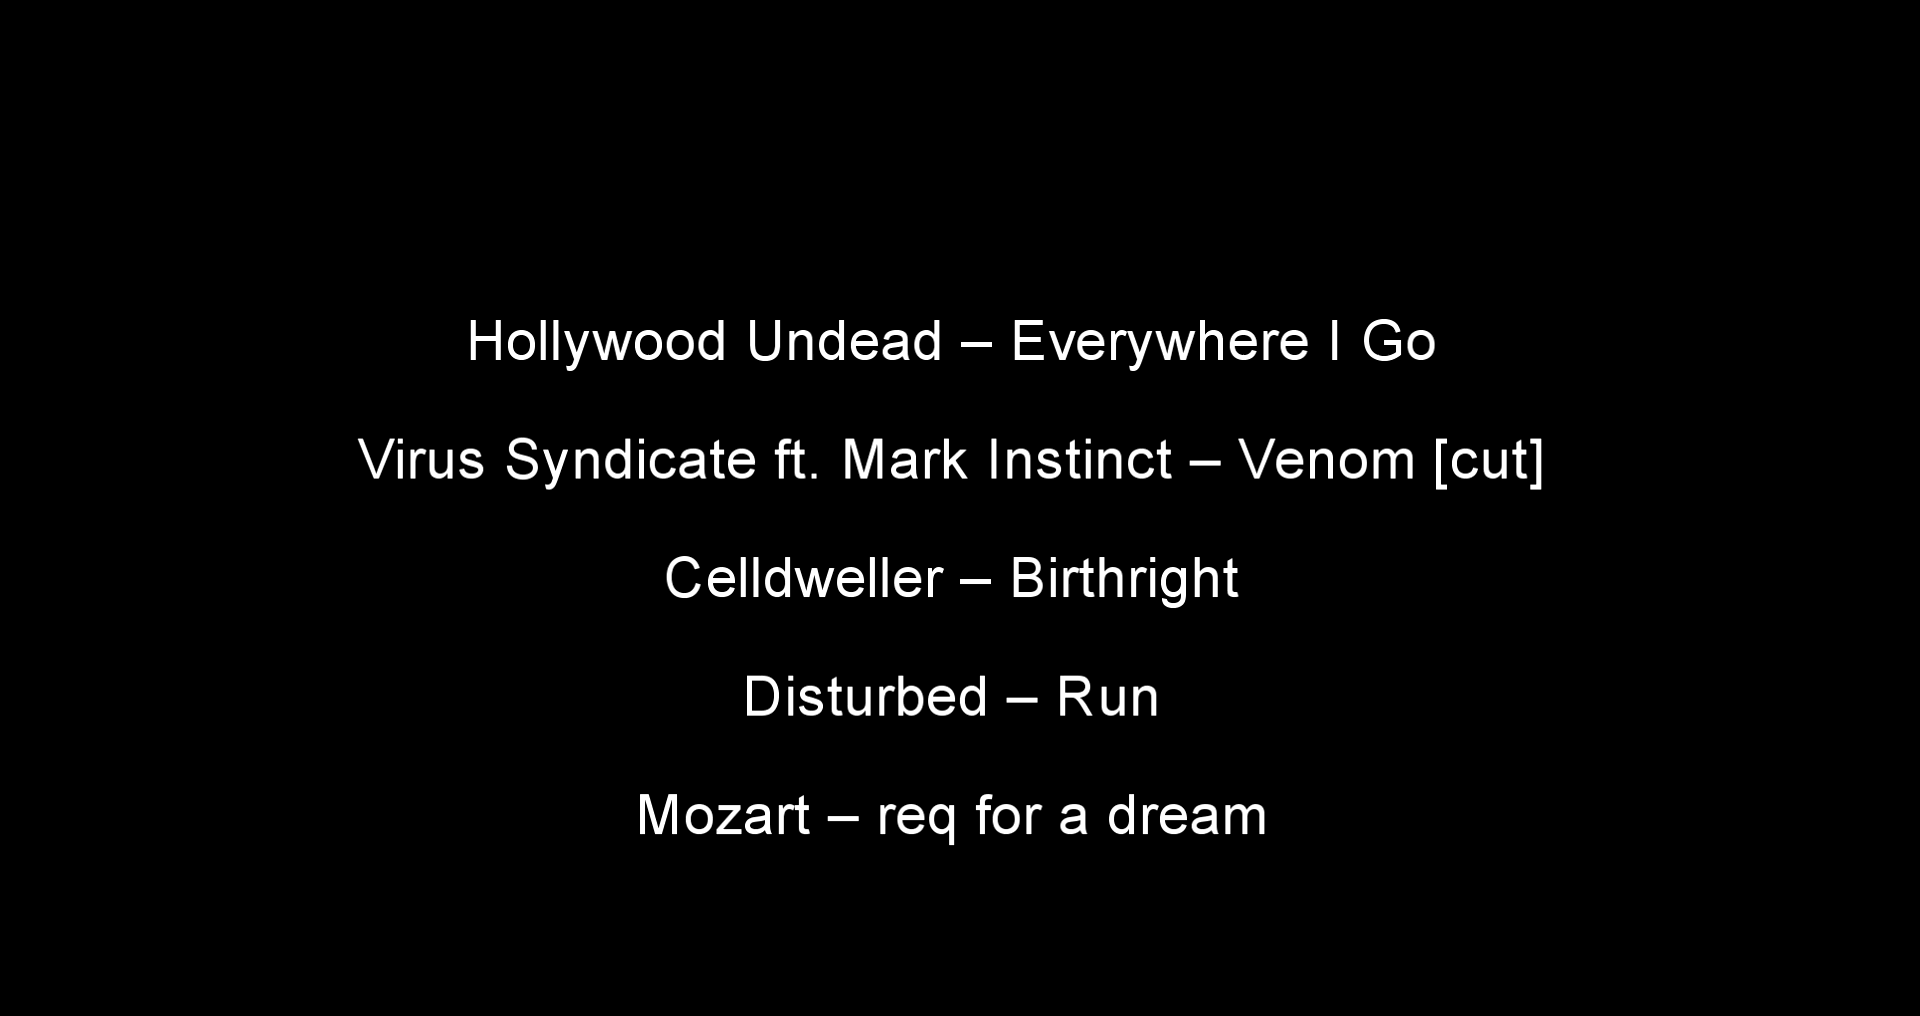 Hollywood Undead – Everywhere I Go
Virus Syndicate ft. Mark Instinct – Venom [cut]
Celldweller – Birthright
Disturbed – Run
Mozart – req for a dream